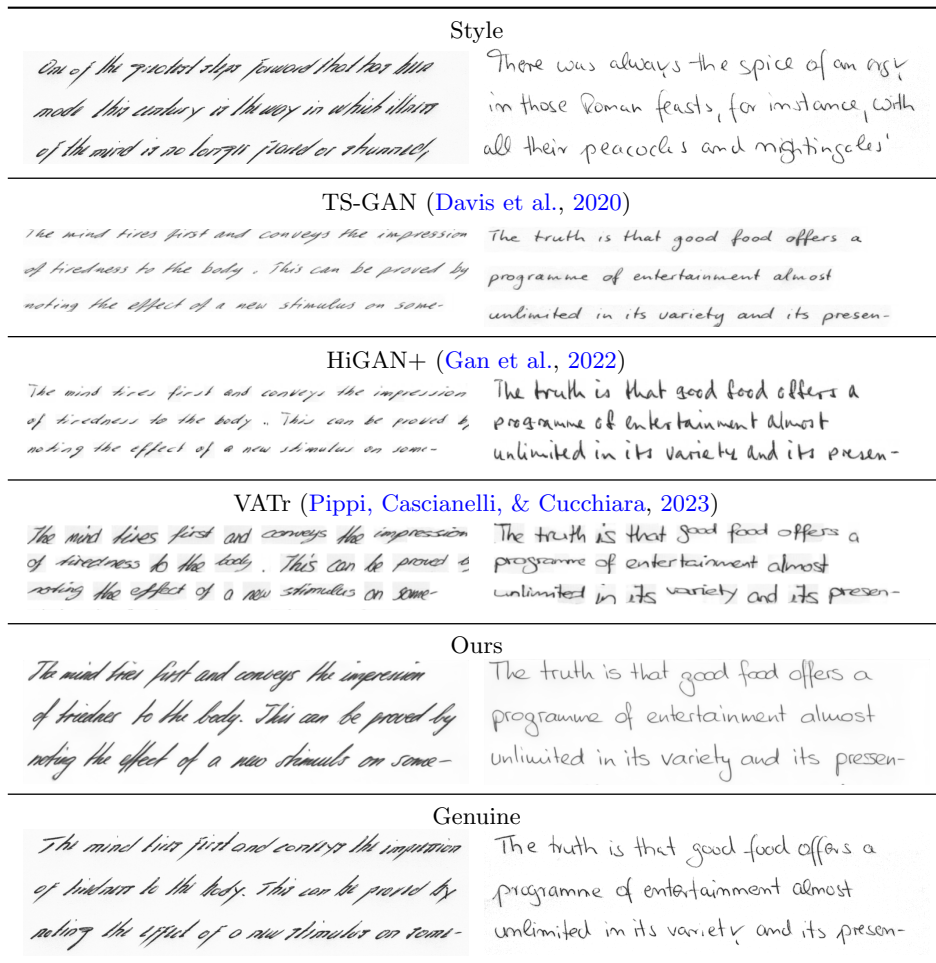 Style
One of the greatest steps forward that has been
made this century is the way in which illness
of the mind is no longer feared or shunned,
There was always the spice of an orgy
in those Roman feasts, for instance, with
all their peacocks and nightingales'
TS-GAN (Davis et al., 2020)
The mind tires first and conveys the impression
of tiredness to the body . This can be proved by
noting the effect of a new stimulus on some-
The truth is that good food offers a
programme of entertainment almost
unlimited in its variety and its presen-
HiGAN+ (Gan et al., 2022)
The mind tires first and conveys the impression
of tiredness to the body . This can be proved b
noting the effect of a new stimulus on some-
The truth is that good food offers a
programme of entertainment almost
unlimited in its variety and its presen-
VATr (Pippi, Cascianelli, & Cucchiara, 2023)
The mind tires first and conveys the impression
of tiredness to the body . This can be proved b
noting the effect of a new stimulus on some-
The truth is that good food offers a
programme of entertainment almost
unlimited in its variety and its presen-
Ours
The mind tries first and conveys the imperesion
of triedner to the body. This can be proved by
noting the effect of a new stimuls on some-
The truth is that good food offers a
programme of entertainment almost
unlimited in its variety and its presen-
Genuine
The mind tires first and conveys the impression
of tiredness to the body. This can be proved by
noting the effect of a new stimulus on some-
The truth is that good food offers a
programme of entertainment almost
unlimited in its variety and its presen-